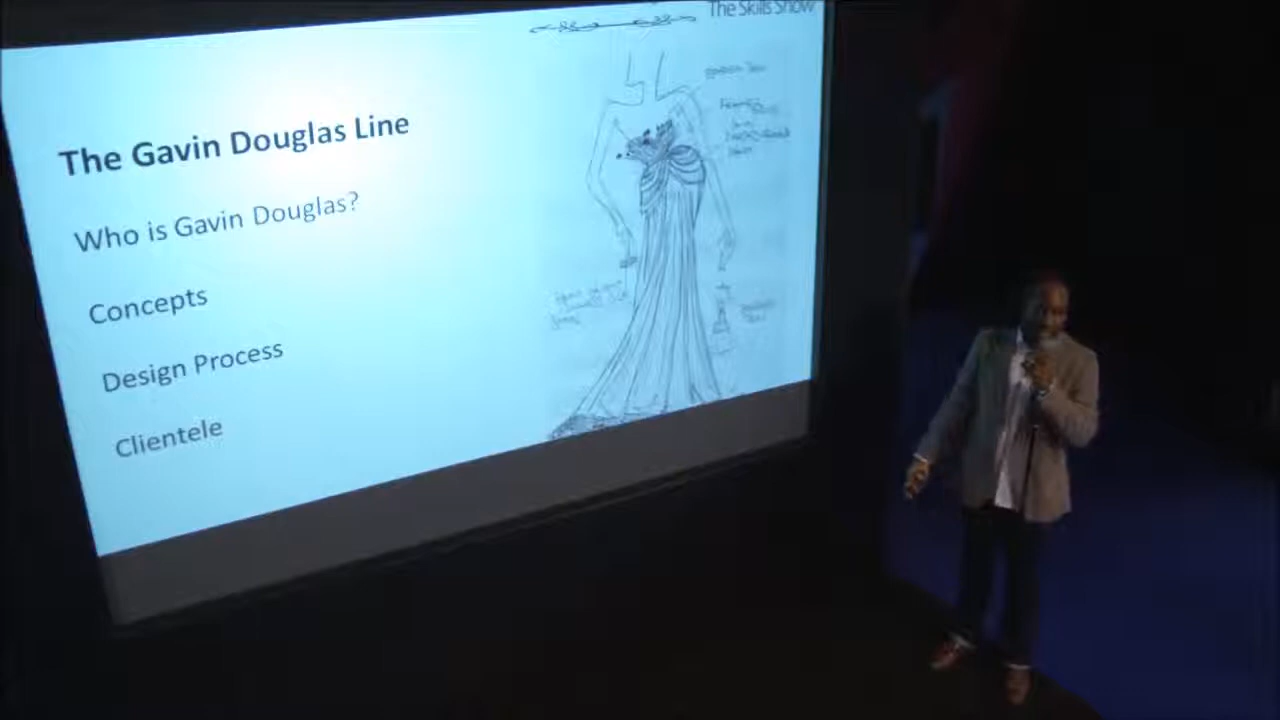 The Skills Show
The Gavin Douglas Line
Who is Gavin Douglas?
Concepts
Design Process
Clientele